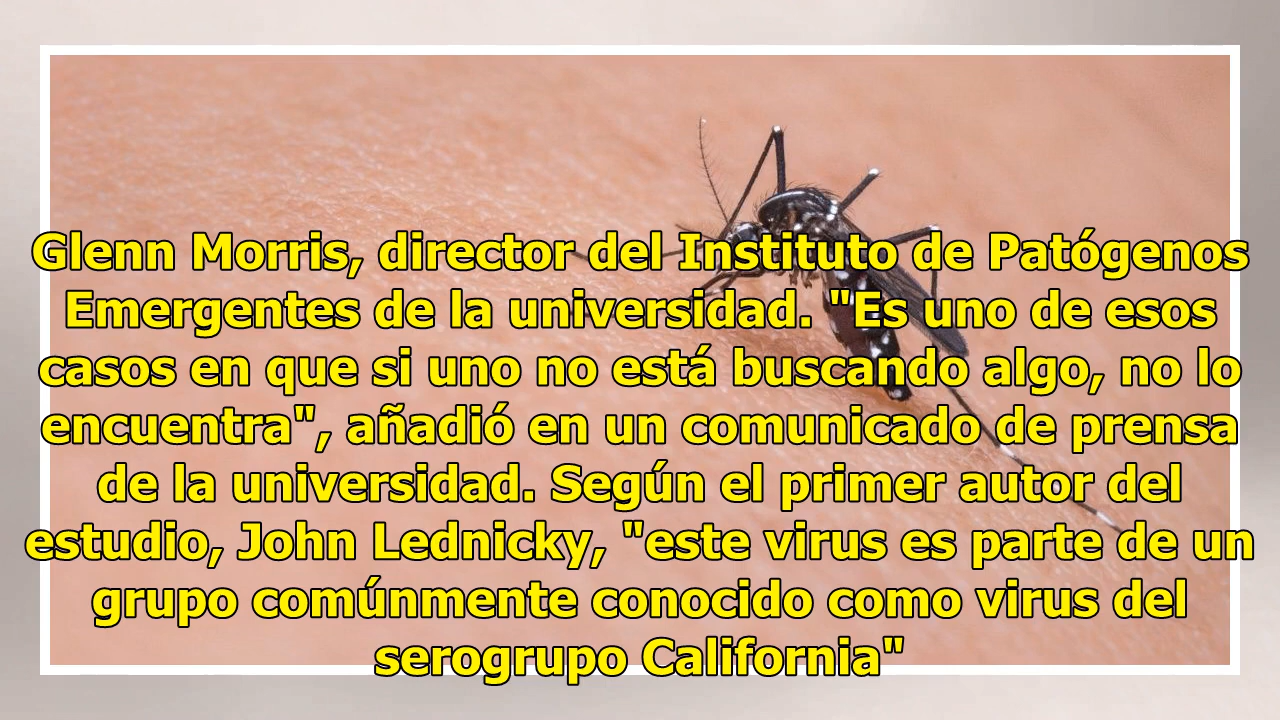 Glenn Morris, director del Instituto de Patógenos
Emergentes de la universidad. "Es uno de esos
casos en que si uno no está buscando algo, no lo
encuentra", añadió en un comunicado de prensa
de la universidad. Según el primer autor del
estudio, John Lednicky, "este virus es parte de un
grupo comúnmente conocido como virus del
serogrupo California"